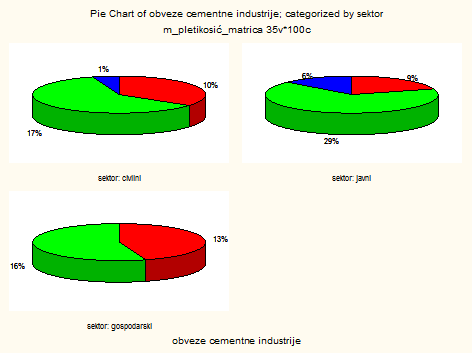 Pie Chart of obveze cementne industrije; categorized by sektor
m_pletikosić_matrica 35v*100c
1%
10%
17%
sektor: civilni
6%
9%
29%
sektor: javni
13%
16%
sektor: gospodarski
obveze cementne industrije